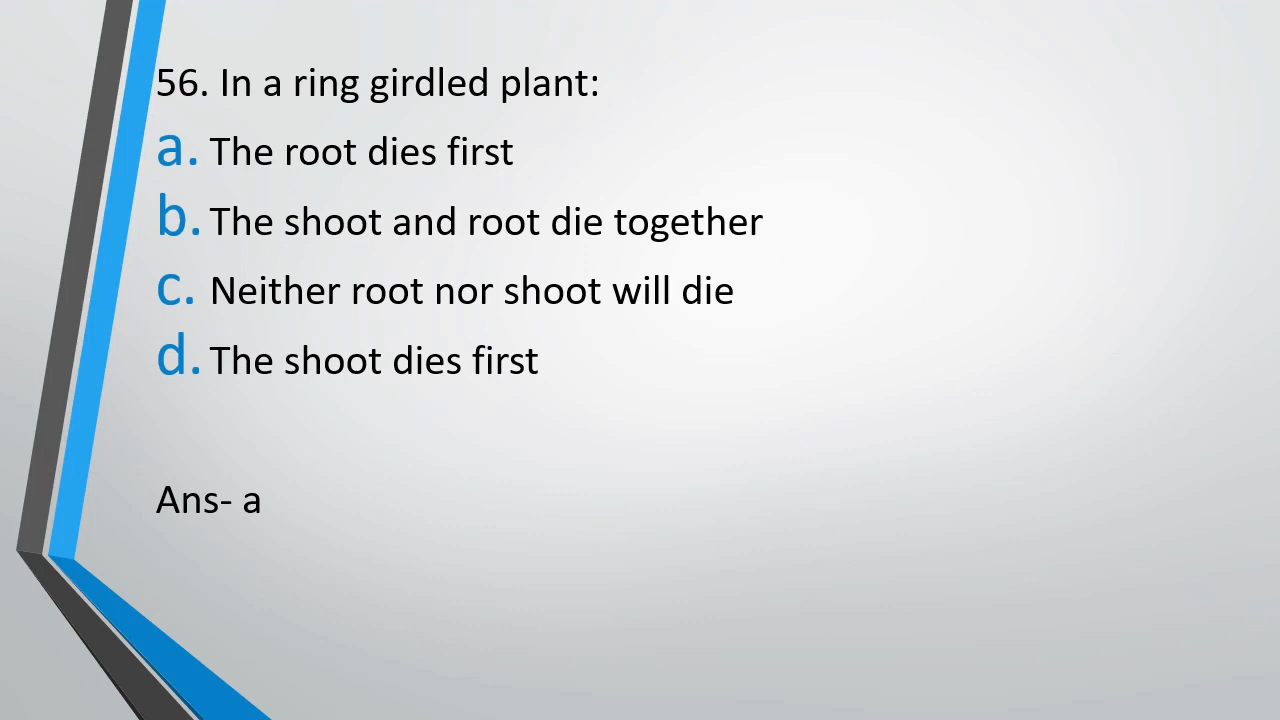 56. In a ring girdled plant:
a. The root dies first
b. The shoot and root die together
c. Neither root nor shoot will die
d. The shoot dies first
Ans- a